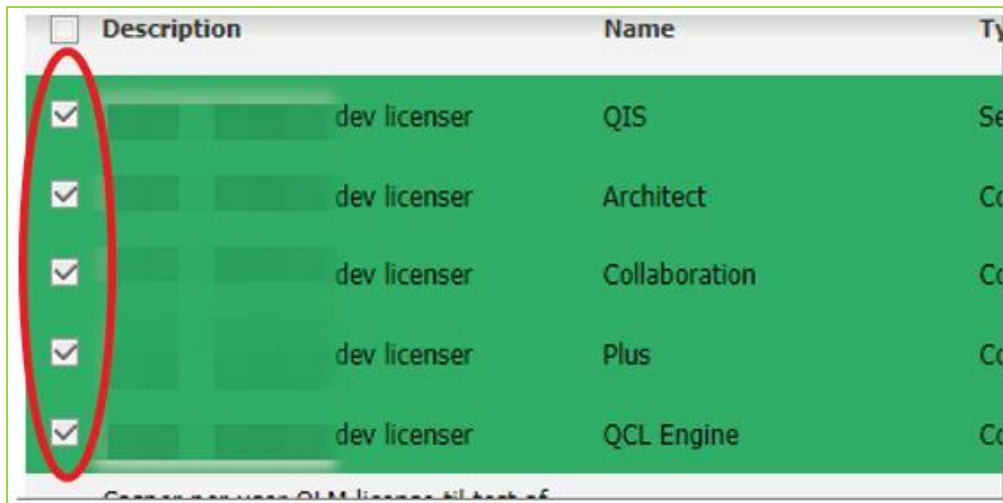 Description Name Ty
dev licenser QIS Se
dev licenser Architect Co
dev licenser Collaboration Co
dev licenser Plus Co
dev licenser QCL Engine Co